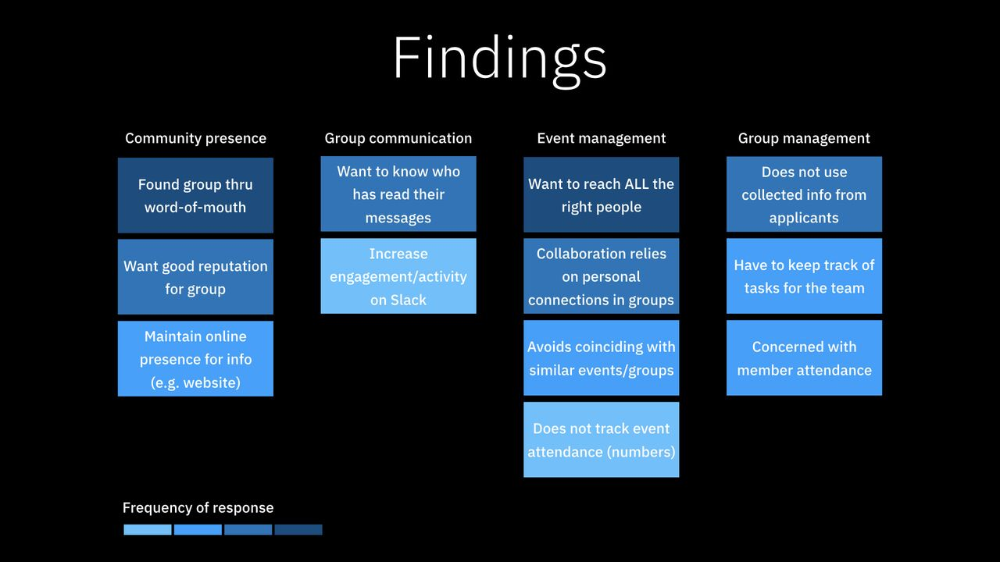 Findings
Community presence
Found group thru
word-of-mouth
Want good reputation
for group
Maintain online
presence for info
(e.g. website)
Group communication
Want to know who
has read their
messages
Increase
engagement/activity
on Slack
Event management
Want to reach ALL the
right people
Collaboration relies
on personal
connections in groups
Avoids coinciding with
similar events/groups
Does not track event
attendance (numbers)
Group management
Does not use
collected info from
applicants
Have to keep track of
tasks for the team
Concerned with
member attendance
Frequency of response